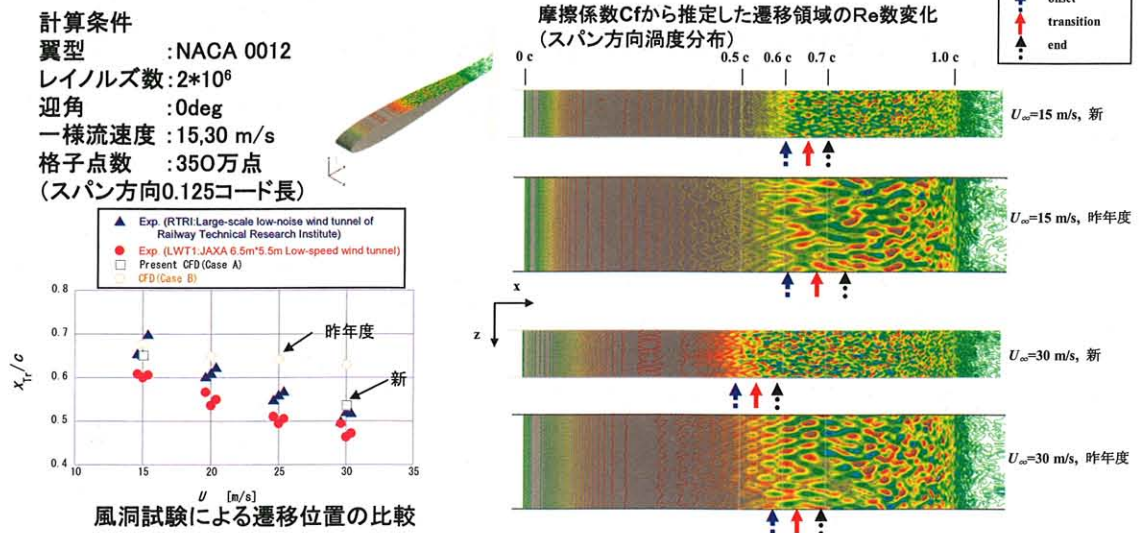 計算条件
翼型 :NACA 0012
レイノルズ数:2*10⁶
迎角 :0deg
一様流速度 :15,30 m/s
格子点数 :350万点
(スパン方向0.125コード長)
Exp. (RTRI:Large-scale low-noise wind tunnel of
Railway Technical Research Institute)
Exp. (LWT1:JAXA 6.5m*5.5m Low-speed wind tunnel)
Present CFD(Case A)
CFD(Case B)
0.8
0.7
0.6
0.5
0.4
xTr/c
昨年度
新
10 15 20 25 30 35
U [m/s]
風洞試験による遷移位置の比較
摩擦係数Cfから推定した遷移領域のRe数変化
(スパン方向渦度分布)
transition
end
0 c 0.5 c 0.6 c 0.7 c 1.0 c
U∞=15 m/s, 新
U∞=15 m/s, 昨年度
x
z
U∞=30 m/s, 新
U∞=30 m/s, 昨年度